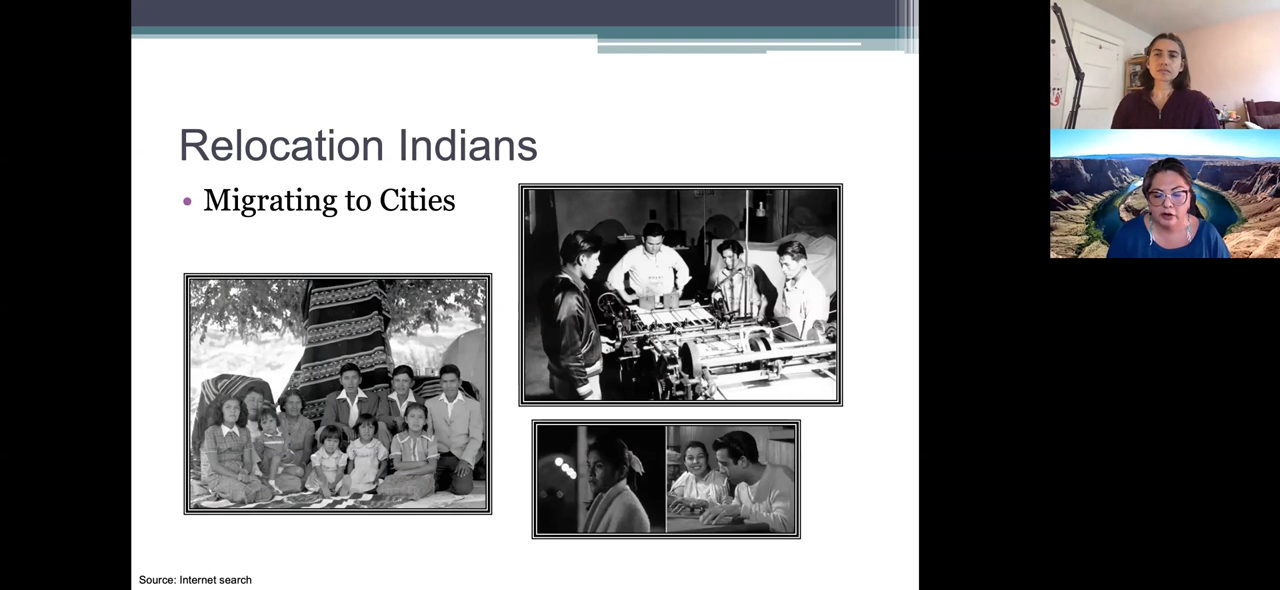 Relocation Indians
• Migrating to Cities
Source: Internet search